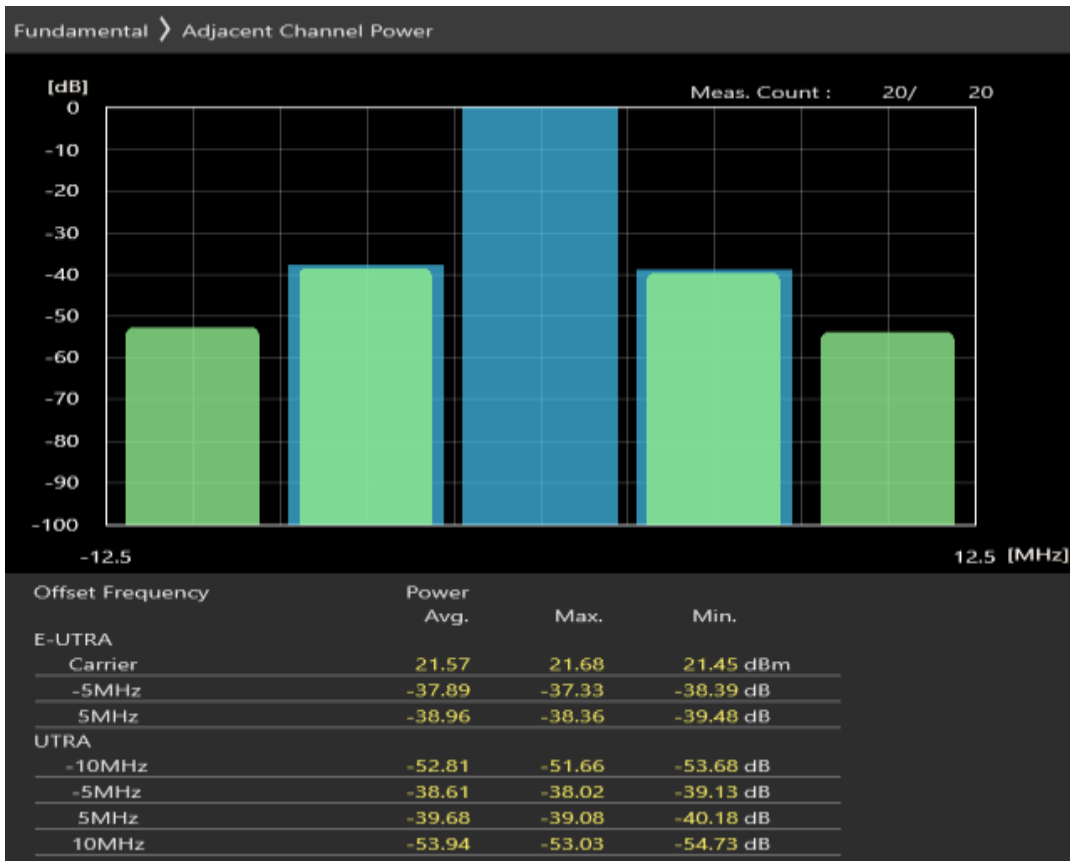 Fundamental 〉 Adjacent Channel Power
[dB]
Meas. Count : 20/ 20
0
-10
-20
-30
-40
-50
-60
-70
-80
-90
-100
-12.5 12.5 [MHz]
Offset Frequency Power
Avg. Max. Min.
E-UTRA
Carrier 21.57 21.68 21.45 dBm
-5MHz -37.89 -37.33 -38.39 dB
5MHz -38.96 -38.36 -39.48 dB
UTRA
-10MHz -52.81 -51.66 -53.68 dB
-5MHz -38.61 -38.02 -39.13 dB
5MHz -39.68 -39.08 -40.18 dB
10MHz -53.94 -53.03 -54.73 dB